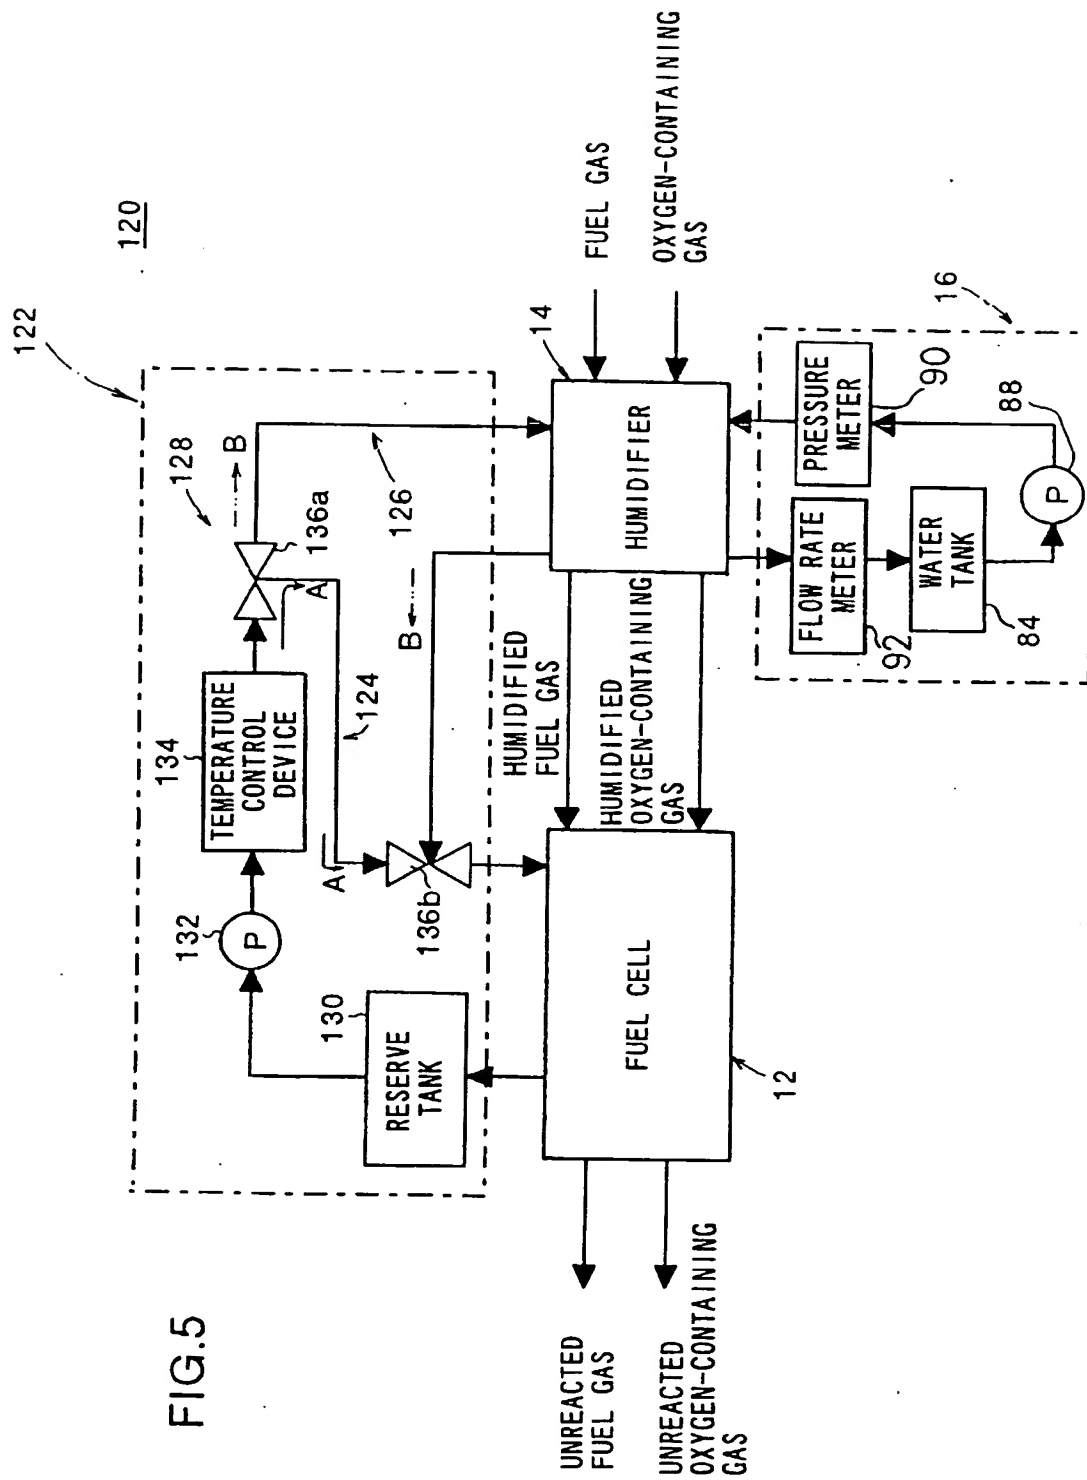 FIG.5
120
122
128
B
136a
A
126
134
TEMPERATURE
CONTROL
DEVICE
124
132
P
A
136b
B
130
RESERVE
TANK
14
FUEL GAS
OXYGEN-CONTAINING
GAS
HUMIDIFIER
HUMIDIFIED
FUEL GAS
HUMIDIFIED
OXYGEN-CONTAINING
GAS
FUEL CELL
12
UNREACTED
FUEL GAS
UNREACTED
OXYGEN-CONTAINING
GAS
16
PRESSURE
METER
90
88
P
FLOW RATE
METER
92
WATER
TANK
84